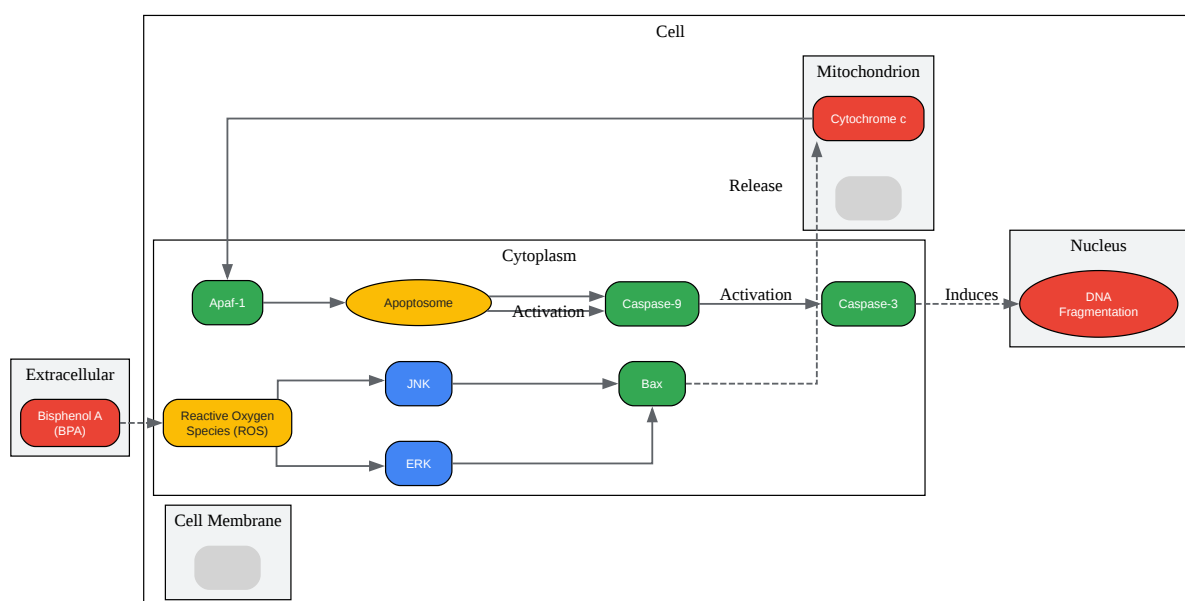 Cell
Mitochondrion
Cytochrome c
Release
Nucleus
Cytoplasm
Apaf-1
Apoptosome
Activation
Caspase-9
Activation
Caspase-3
Induces
DNA
Fragmentation
Extracellular
Bisphenol A
(BPA)
Reactive Oxygen
Species (ROS)
JNK
Bax
ERK
Cell Membrane